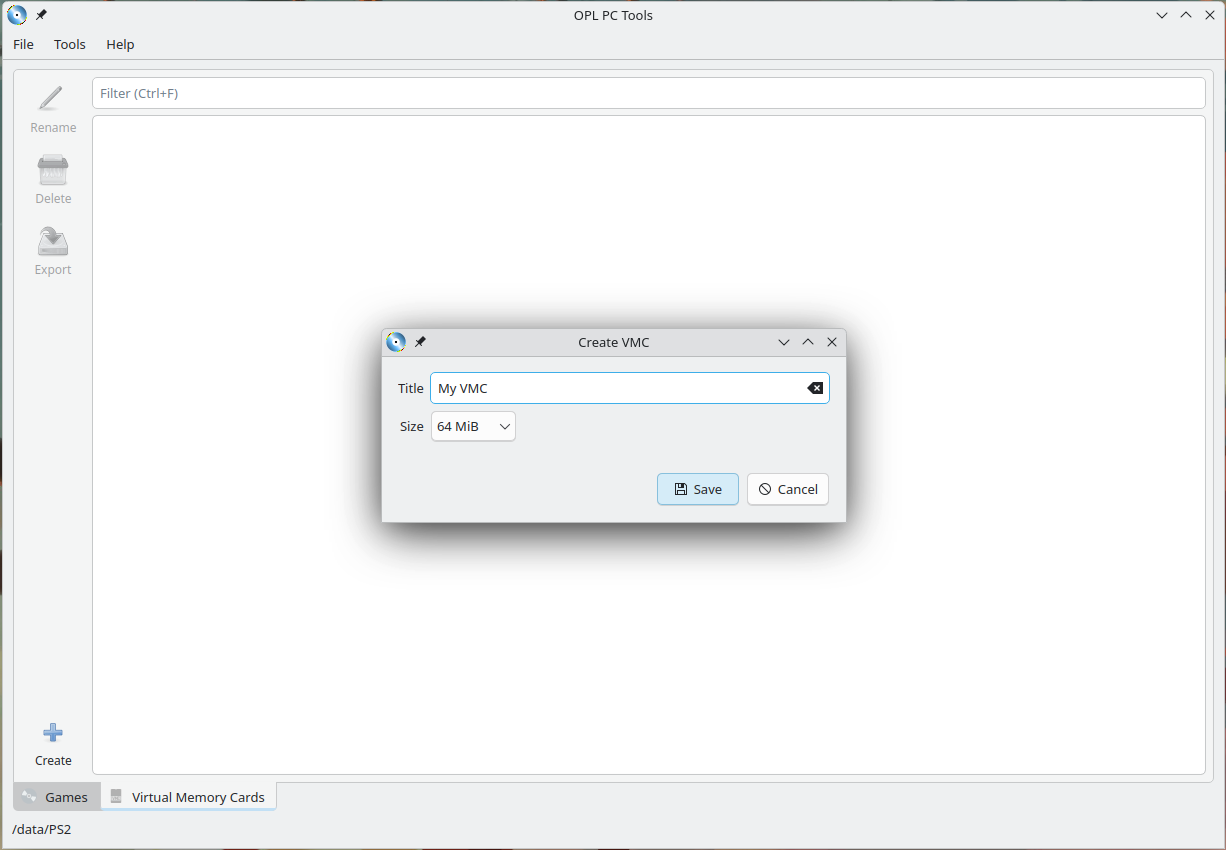 OPL PC Tools
File Tools Help
Filter (Ctrl+F)
Rename
Delete
Export
Create VMC
Title My VMC
Size 64 MiB
Save Cancel
Create
Games Virtual Memory Cards
/data/PS2